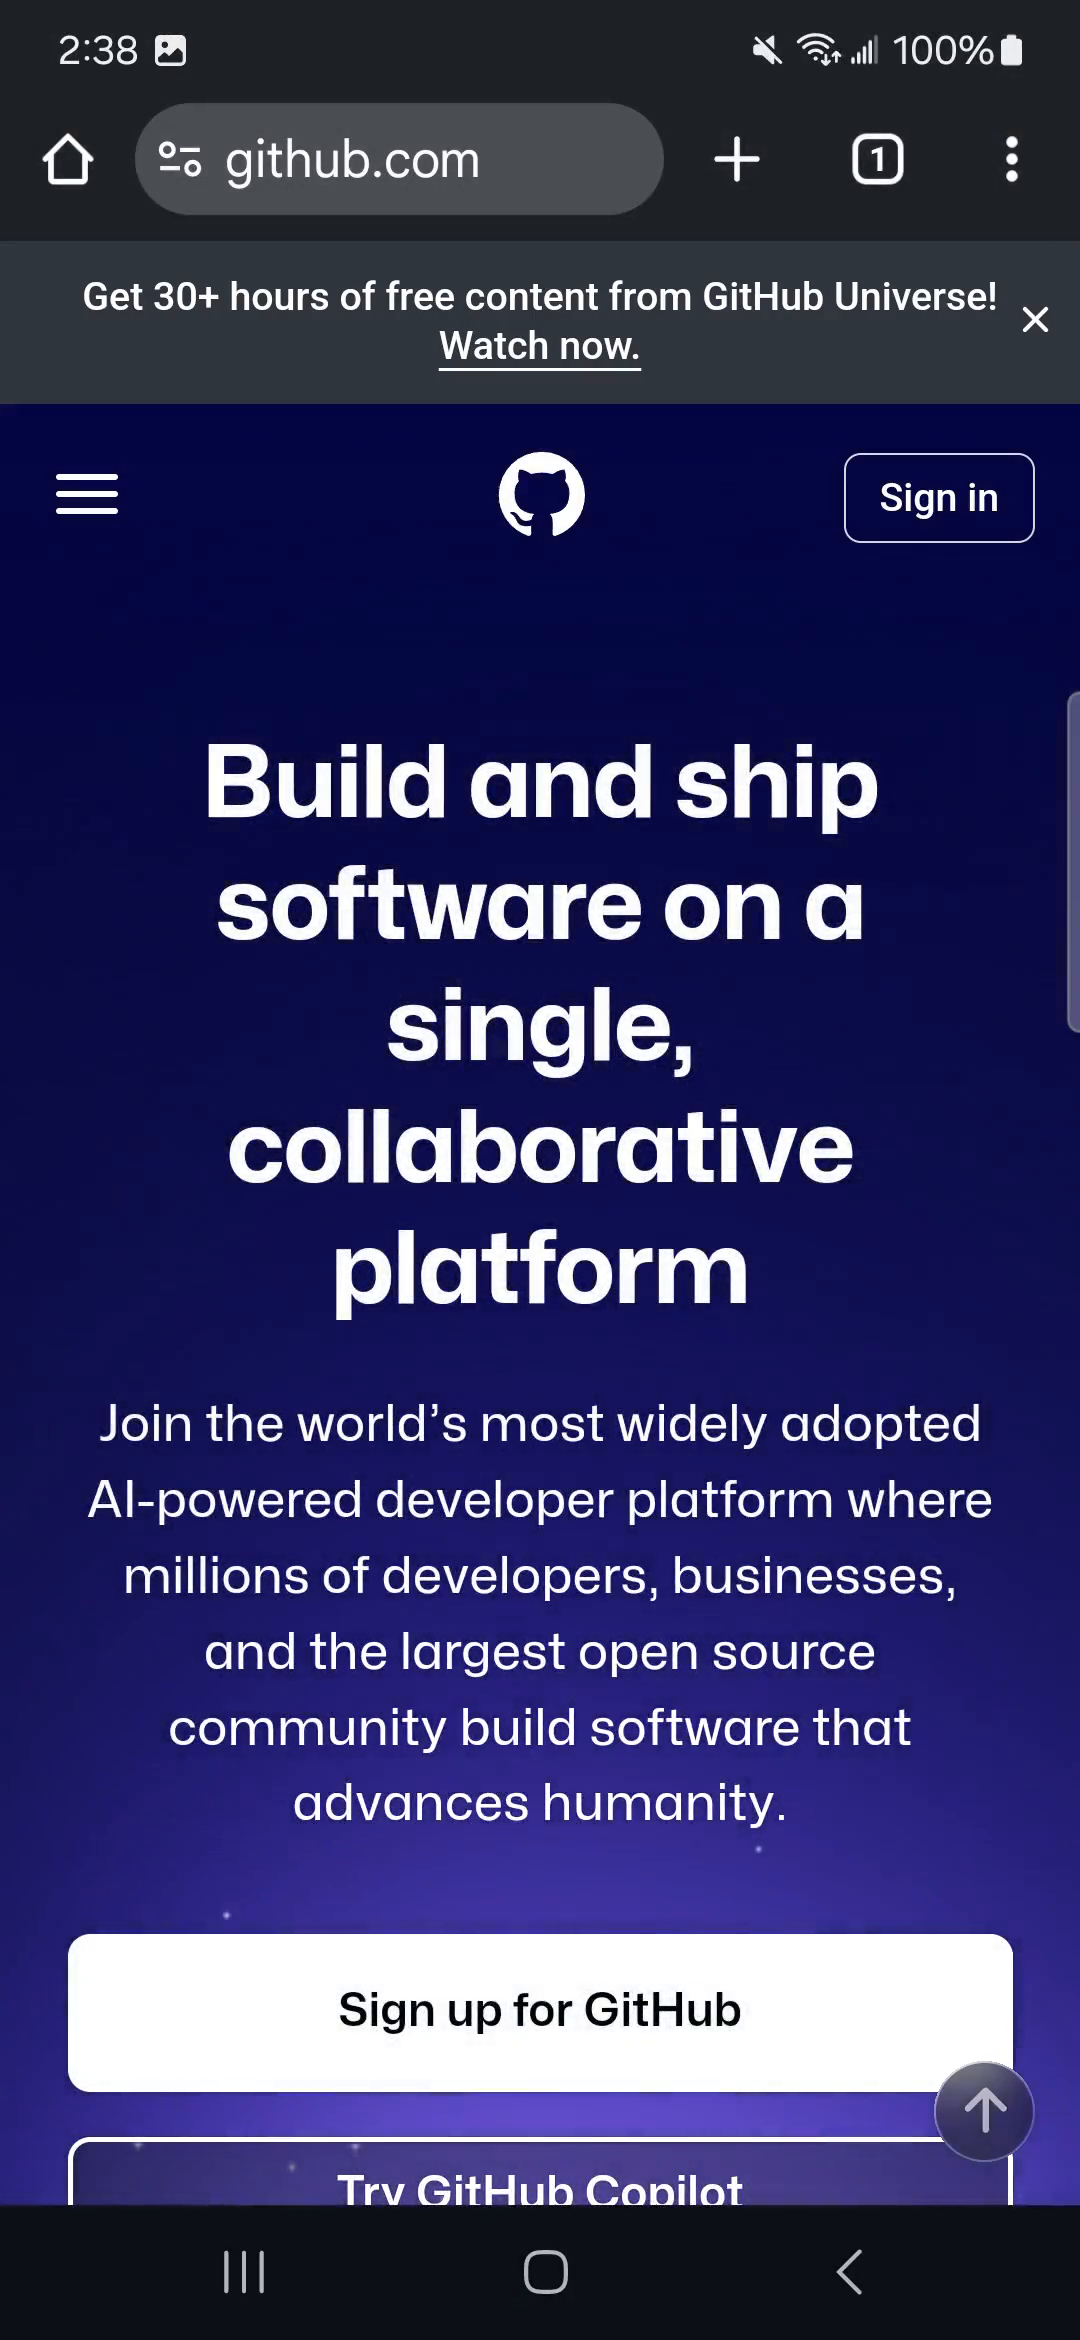 2:38
100%
github.com
1
Get 30+ hours of free content from GitHub Universe!
Watch now.
Sign in
Build and ship
software on a
single,
collaborative
platform
Join the world’s most widely adopted
AI-powered developer platform where
millions of developers, businesses,
and the largest open source
community build software that
advances humanity.
Sign up for GitHub
Try GitHub Copilot